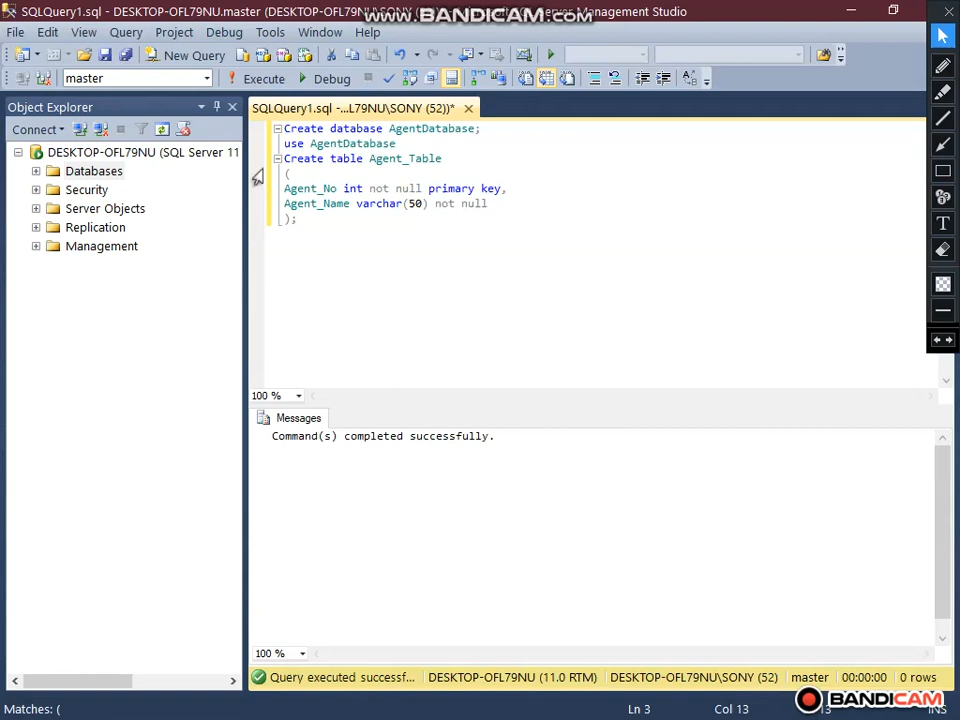 SQLQuery1.sql - DESKTOP-OFL79NU.master (DESKTOP-OFL79NU\
Server Management Studio
www.BANDICAM.com
File Edit View Query Project Debug Tools Window Help
New Query
master
Execute
Debug
Object Explorer
Connect
DESKTOP-OFL79NU (SQL Server 11
Databases
Security
Server Objects
Replication
Management
SQLQuery1.sql -...L79NU\SONY (52))*
Create database AgentDatabase;
use AgentDatabase
Create table Agent_Table
(
Agent_No int not null primary key,
Agent_Name varchar(50) not null
);
100 %
Messages
Command(s) completed successfully.
100 %
Query executed successf... DESKTOP-OFL79NU (11.0 RTM) DESKTOP-OFL79NU\SONY (52) master 00:00:00 0 rows
Matches: ( Ln 3 Col 13 INS
BANDICAM